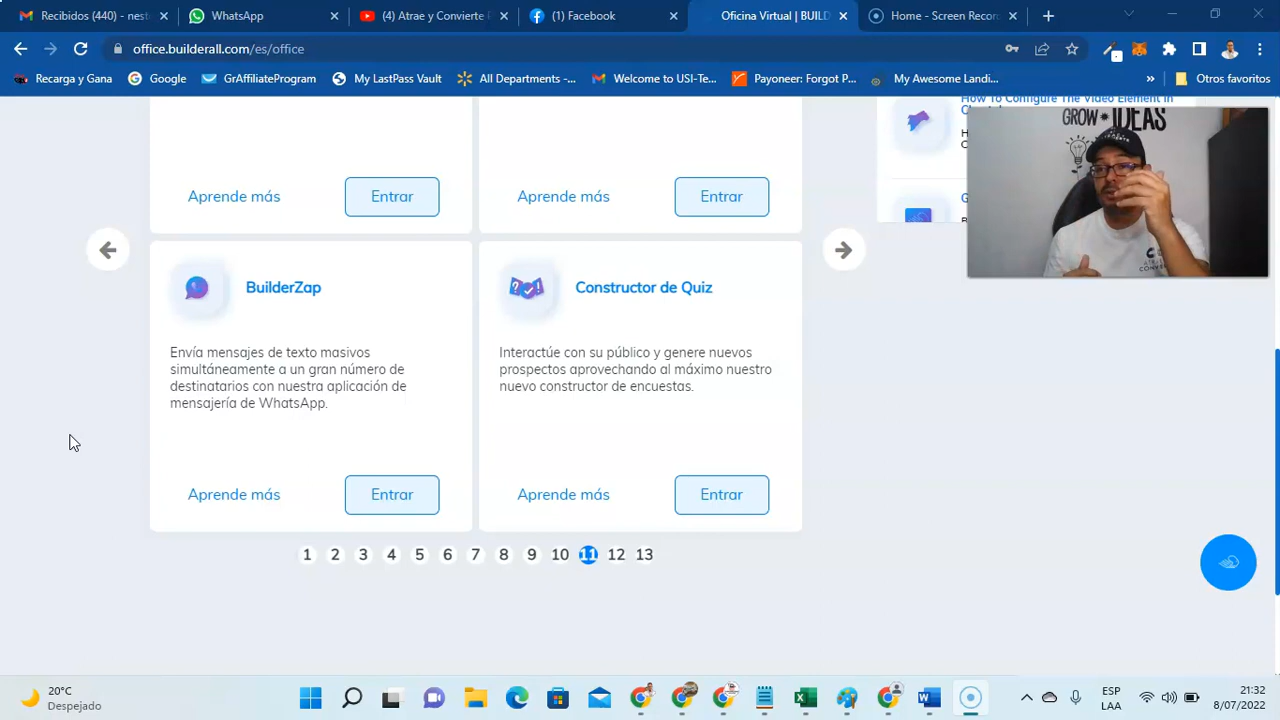 Recibidos (440) - nest
WhatsApp
(4) Atrae y Convierte
(1) Facebook
Oficina Virtual | BUILD
Home - Screen Record
office.builderall.com/es/office
Recarga y Gana
Google
GrAffiliateProgram
My LastPass Vault
All Departments -...
Welcome to USI-Te...
Payoneer: Forgot P...
My Awesome Landi...
»
Otros favoritos
How To Configure The Video Element in
GROW IDEAS
Aprende más
Entrar
Aprende más
Entrar
BuilderZap
Constructor de Quiz
Envía mensajes de texto masivos
simultáneamente a un gran número de
destinatarios con nuestra aplicación de
mensajería de WhatsApp.
Interactúe con su público y genere nuevos
prospectos aprovechando al máximo nuestro
nuevo constructor de encuestas.
Aprende más
Entrar
Aprende más
Entrar
1 2 3 4 5 6 7 8 9 10 11 12 13
20°C
Despejado
ESP
LAA
21:32
8/07/2022